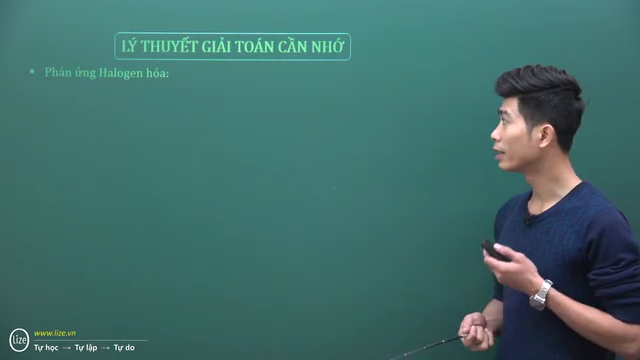 LÝ THUYẾT GIẢI TOÁN CẦN NHỚ
▪ Phản ứng Halogen hóa:
Lize
www.lize.vn
Tự học → Tự lập → Tự do